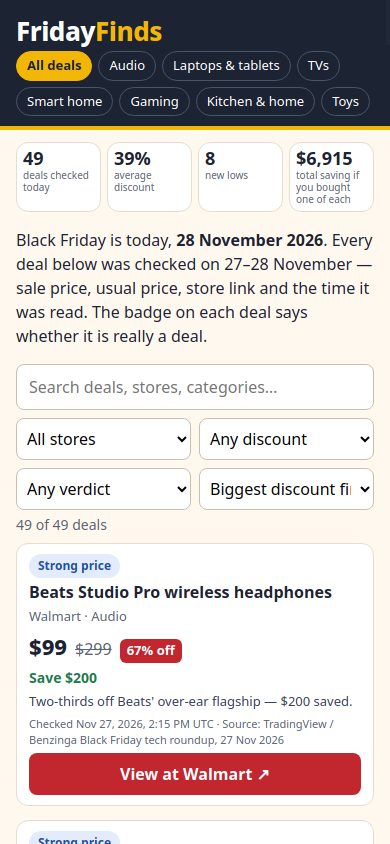 FridayFinds
All deals
Audio
Laptops & tablets
TVs
Smart home
Gaming
Kitchen & home
Toys
49
deals checked
today
39%
average
discount
8
new lows
$6,915
total saving if
you bought
one of each
Black Friday is today, 28 November 2026. Every
deal below was checked on 27–28 November —
sale price, usual price, store link and the time it
was read. The badge on each deal says
whether it is really a deal.
Search deals, stores, categories…
All stores
Any discount
Any verdict
Biggest discount fi
49 of 49 deals
Strong price
Beats Studio Pro wireless headphones
Walmart · Audio
$99 $299 67% off
Save $200
Two-thirds off Beats' over-ear flagship — $200 saved.
Checked Nov 27, 2026, 2:15 PM UTC · Source: TradingView /
Benzinga Black Friday tech roundup, 27 Nov 2026
View at Walmart ↗
Strong price